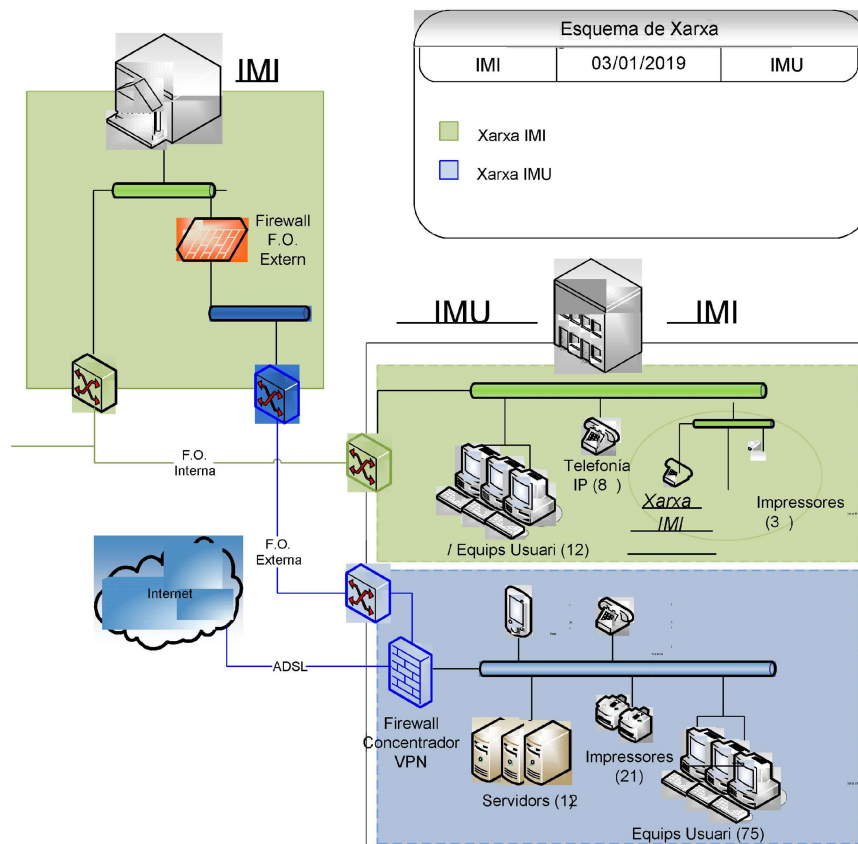 Esquema de Xarxa
IMI 03/01/2019 IMU
Xarxa IMI
Xarxa IMU
IMI
Firewall
F.O.
Extern
IMU IMI
F.O.
Interna
Telefonía
IP (8 )
Xarxa
IMI
Impressores
(3 )
/ Equips Usuari (12)
F.O.
Externa
Internet
ADSL
Firewall
Concentrador
VPN
Servidors (12)
Impressores
(21)
Equips Usuari (75)